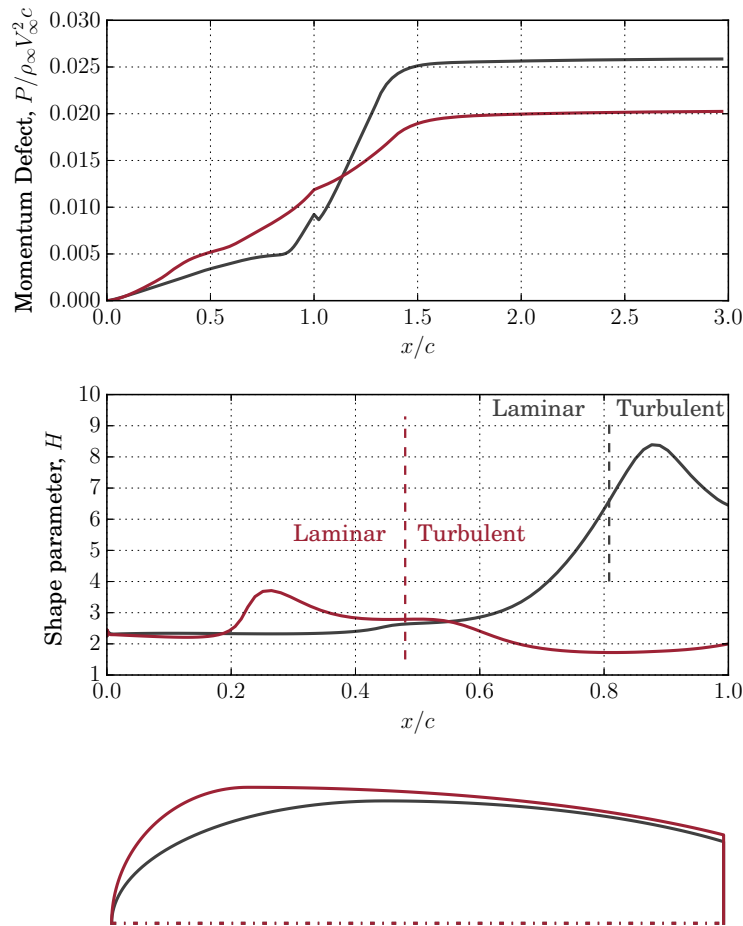 Momentum Defect, P/ρ∞V∞²c
0.030
0.025
0.020
0.015
0.010
0.005
0.000
0.0 0.5 1.0 1.5 2.0 2.5 3.0
x/c
Shape parameter, H
10
9
8
7
6
5
4
3
2
1
Laminar Turbulent
Laminar Turbulent
0.0 0.2 0.4 0.6 0.8 1.0
x/c